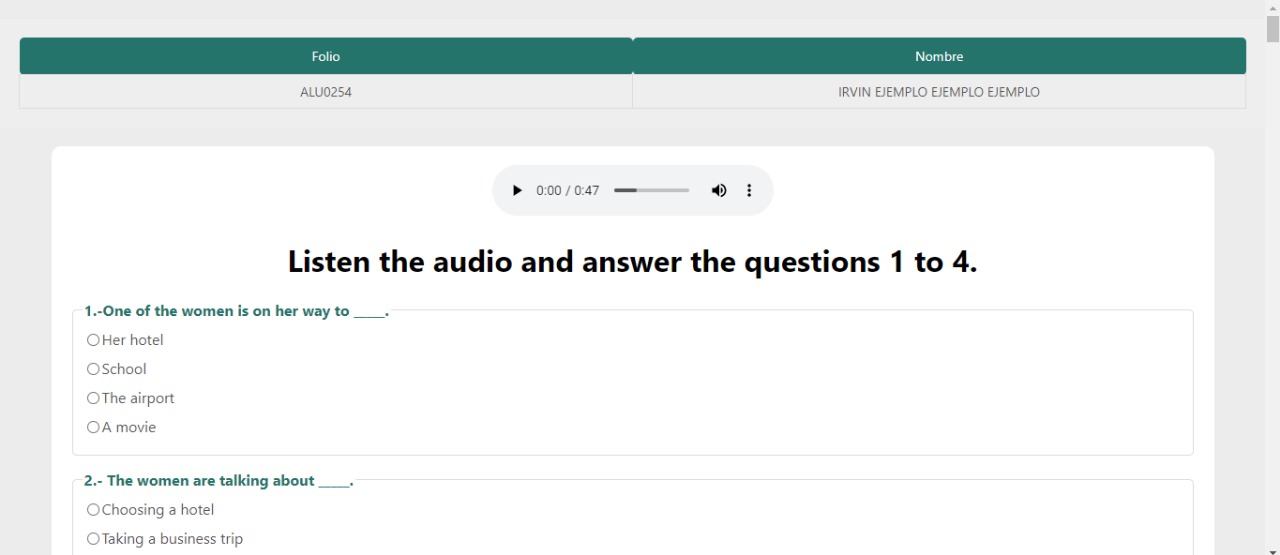 Folio Nombre
ALU0254 IRVIN EJEMPLO EJEMPLO EJEMPLO
0:00 / 0:47
Listen the audio and answer the questions 1 to 4.
1.-One of the women is on her way to _____.
Her hotel
School
The airport
A movie
2.- The women are talking about _____.
Choosing a hotel
Taking a business trip